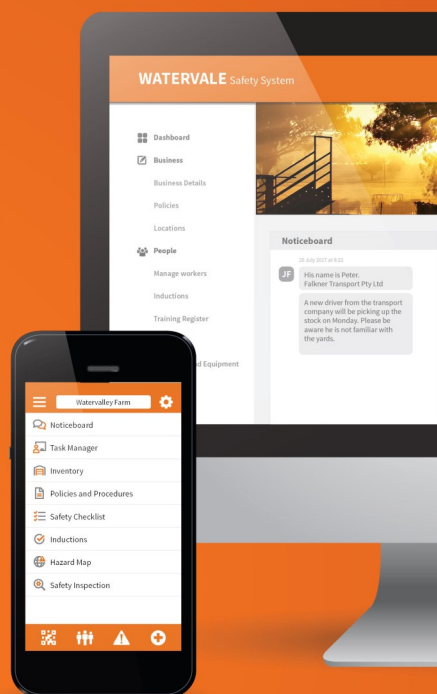 WATERVALE Safety System
Dashboard
Business
Business Details
Policies
Locations
People
Manage workers
Inductions
Training Register
d Equipment
Noticeboard
20 July 2017 at 9:22
JF
His name is Peter.
Falkner Transport Pty Ltd
A new driver from the transport
company will be picking up the
stock on Monday. Please be
aware he is not familiar with
the yards.
Watervalley Farm
Noticeboard
Task Manager
Inventory
Policies and Procedures
Safety Checklist
Inductions
Hazard Map
Safety Inspection